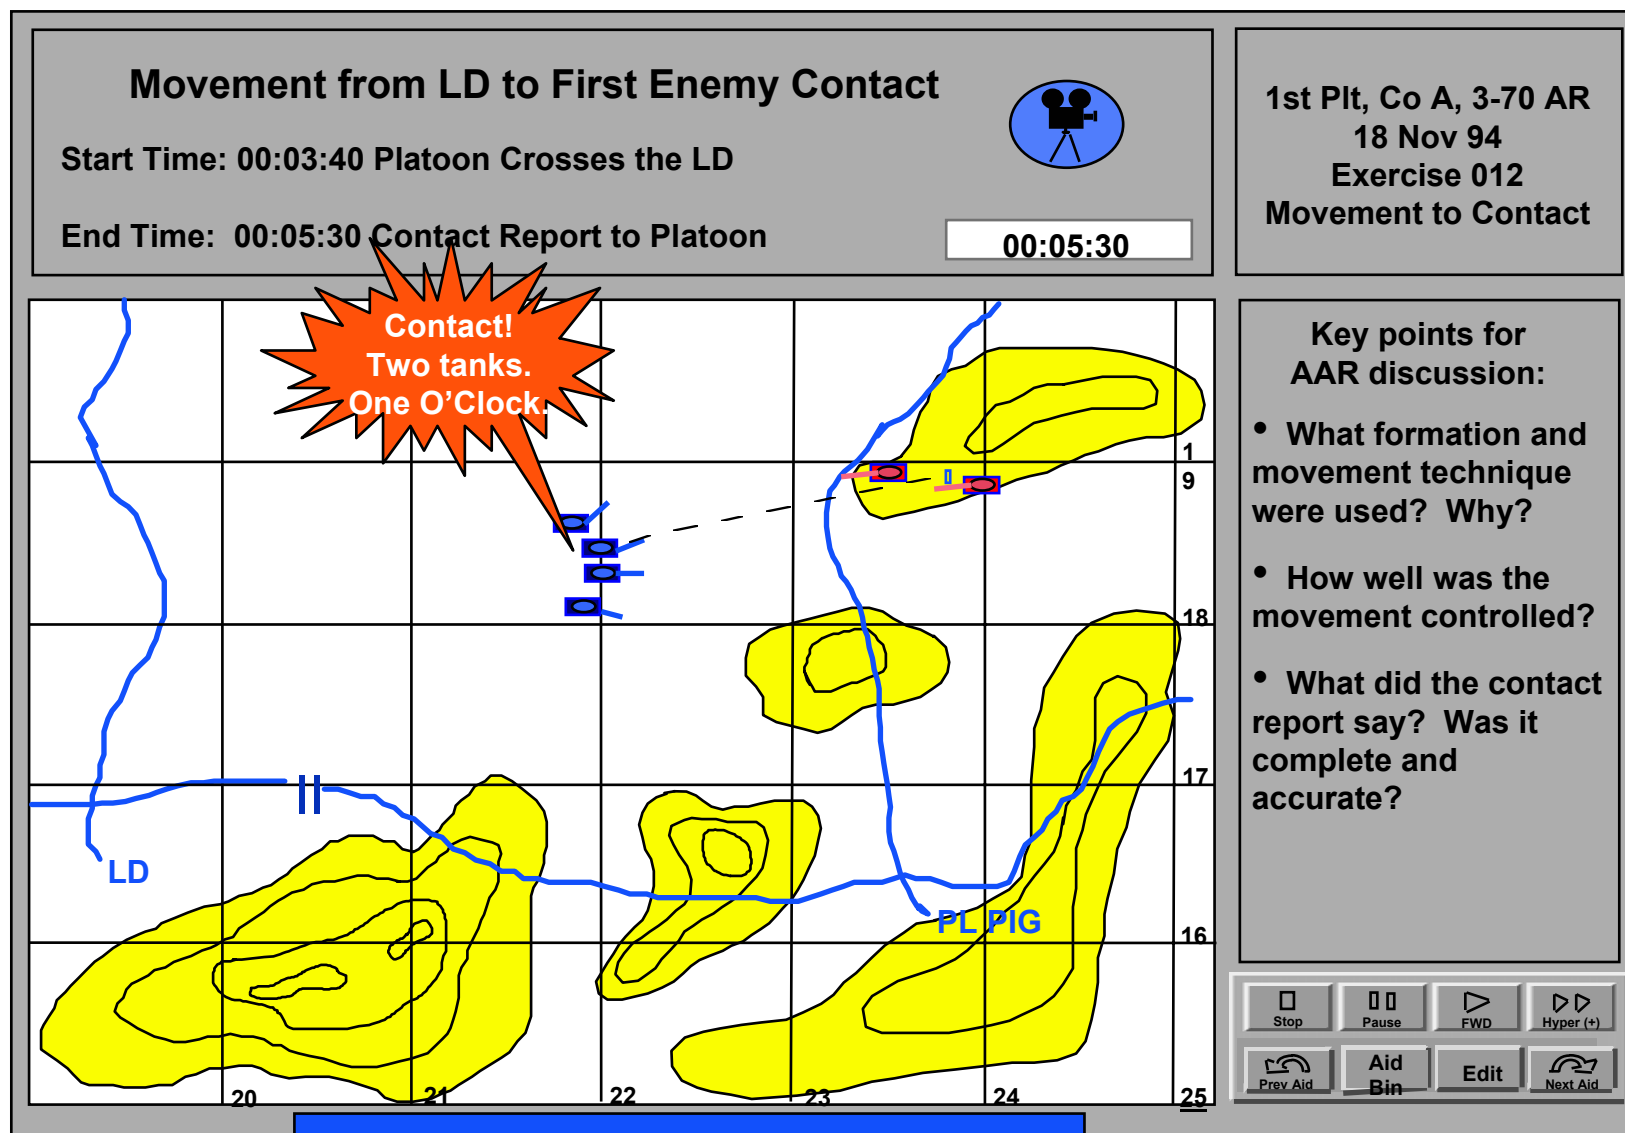 Movement from LD to First Enemy Contact
Start Time: 00:03:40 Platoon Crosses the LD
End Time:  00:05:30 Contact Report to Platoon
00:05:30
1st Plt, Co A, 3-70 AR
18 Nov 94
Exercise 012
Movement to Contact
Contact!
Two tanks.
One O’Clock.
1
9
18
17
16
LD
PL PIG
20
21
22
23
24
25
Key points for
AAR discussion:
• What formation and
movement technique
were used?  Why?
• How well was the
movement controlled?
• What did the contact
report say?  Was it
complete and
accurate?
Stop
Pause
FWD
Hyper (+)
Prev Aid
Aid
Bin
Edit
Next Aid